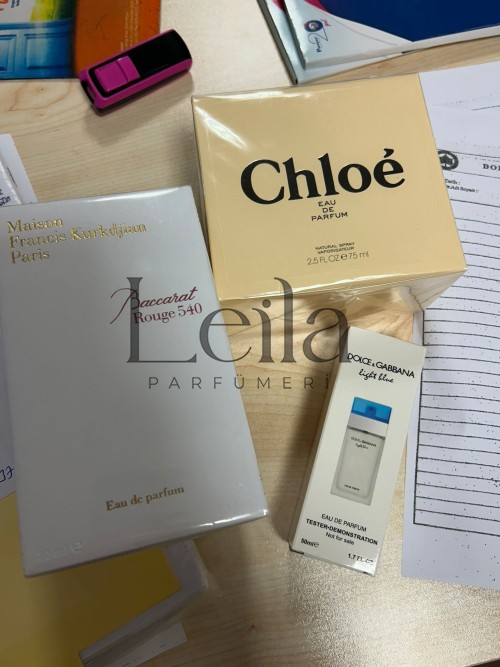 Chloé
EAU
DE
PARFUM
NATURAL SPRAY
VAPORISATEUR
2.5 FL.OZ e 75 ml
Maison
Francis Kurkdjian
Paris
Baccarat
Rouge 540
Eau de parfum
Leila
PARFÜMERİ
DOLCE & GABBANA
light blue
EAU DE PARFUM
TESTER-DEMONSTRATION
Not for sale
50ml e
1.7 FL.OZ